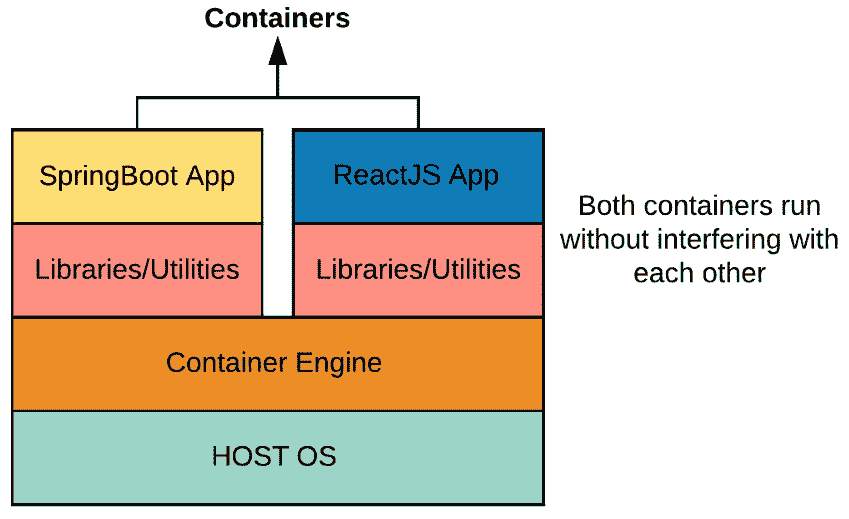 Containers
SpringBoot App
ReactJS App
Both containers run
without interfering with
each other
Libraries/Utilities
Libraries/Utilities
Container Engine
HOST OS